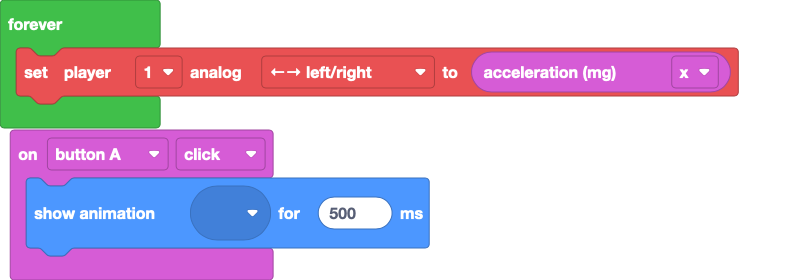 forever
set player 1 analog ←→ left/right to acceleration (mg) x
on button A click
show animation for 500 ms